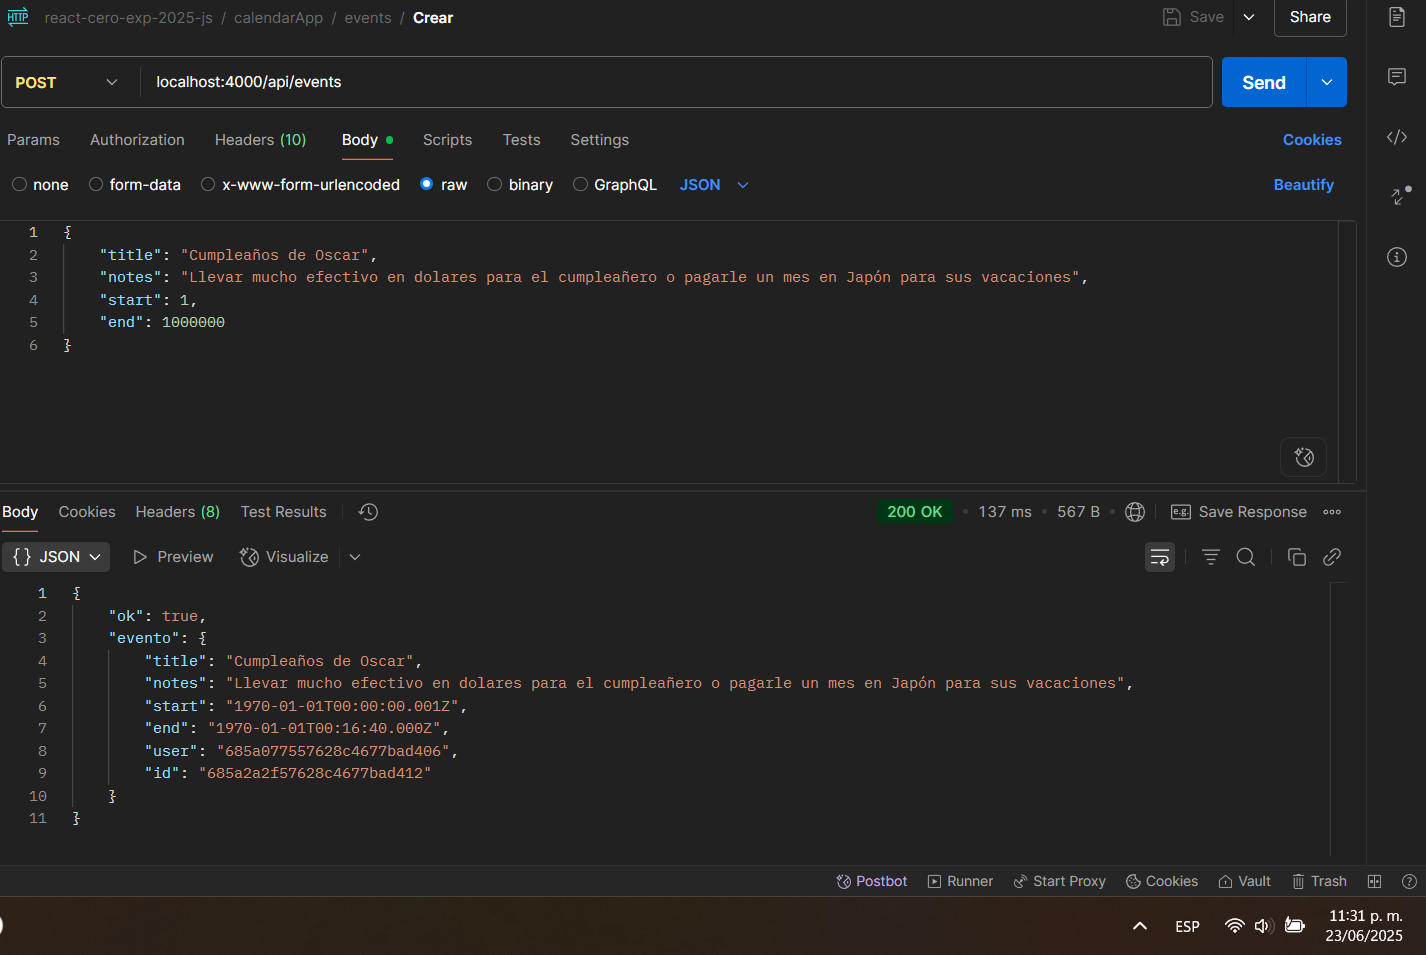 HTTP react-cero-exp-2025-js / calendarApp / events / Crear Save Share
POST localhost:4000/api/events Send
Params Authorization Headers (10) Body Scripts Tests Settings Cookies
none form-data x-www-form-urlencoded raw binary GraphQL JSON Beautify
1 {
2 "title": "Cumpleaños de Oscar",
3 "notes": "Llevar mucho efectivo en dolares para el cumpleañero o pagarle un mes en Japón para sus vacaciones",
4 "start": 1,
5 "end": 1000000
6 }
Body Cookies Headers (8) Test Results 200 OK • 137 ms • 567 B • e.g. Save Response
{} JSON Preview Visualize
1 {
2 "ok": true,
3 "evento": {
4 "title": "Cumpleaños de Oscar",
5 "notes": "Llevar mucho efectivo en dolares para el cumpleañero o pagarle un mes en Japón para sus vacaciones",
6 "start": "1970-01-01T00:00:00.001Z",
7 "end": "1970-01-01T00:16:40.000Z",
8 "user": "685a077557628c4677bad406",
9 "id": "685a2a2f57628c4677bad412"
10 }
11 }
Postbot Runner Start Proxy Cookies Vault Trash
ESP 11:31 p. m.
23/06/2025